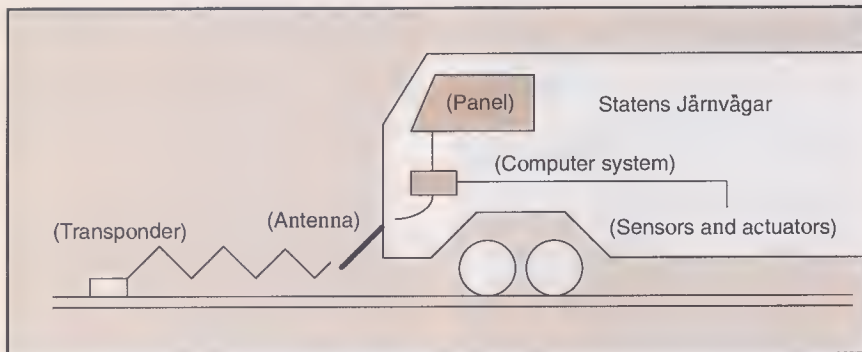 (Panel)
Statens Järnvägar
(Computer system)
(Antenna)
(Transponder)
(Sensors and actuators)